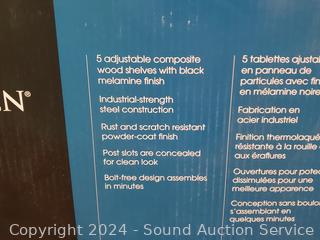 EN®
5 adjustable composite
wood shelves with black
melamine finish
Industrial-strength
steel construction
Rust and scratch resistant
powder-coat finish
Post slots are concealed
for clean look
Bolt-free design assembles
in minutes
5 tablettes ajusta
en panneau de
particules avec fin
en mélamine noire
Fabrication en
acier industriel
Finition thermolaqué
résistante à la rouille
aux éraflures
Ouvertures pour pote
dissimulées pour une
meilleure apparence
Conception sans boulo
s'assemblant en
quelques minutes
Copyright 2024 - Sound Auction Service